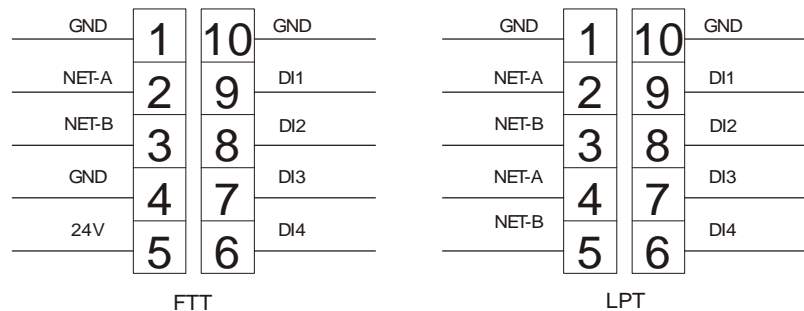 GND 1 10 GND
NET-A 2 9 DI1
NET-B 3 8 DI2
GND 4 7 DI3
24V 5 6 DI4
FTT
GND 1 10 GND
NET-A 2 9 DI1
NET-B 3 8 DI2
NET-A 4 7 DI3
NET-B 5 6 DI4
LPT